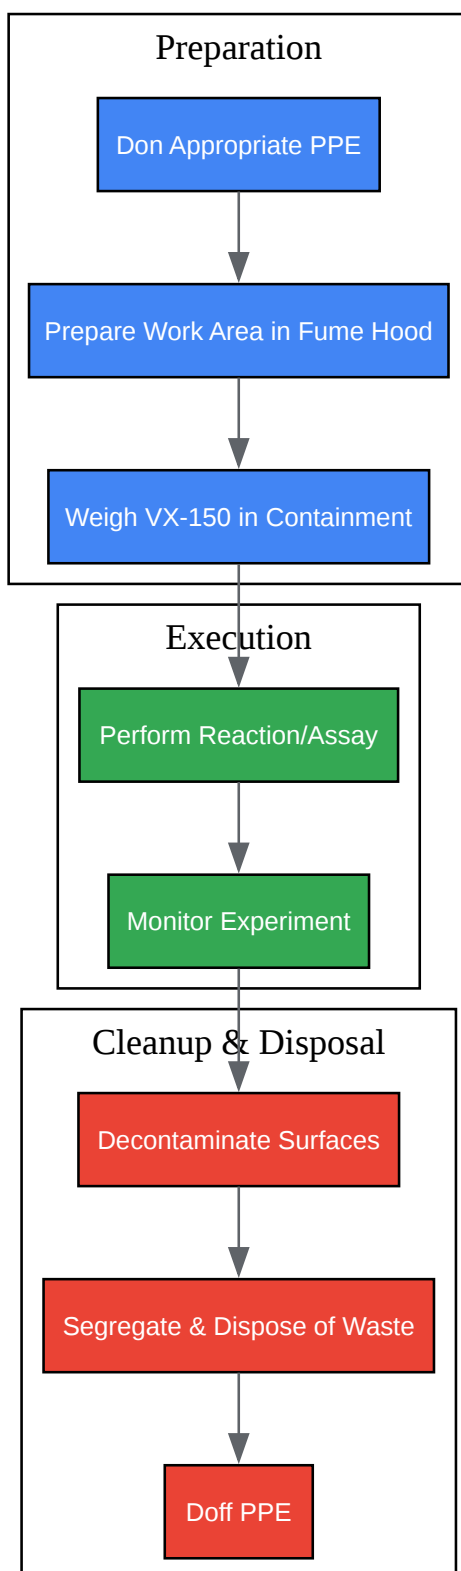 Preparation
Don Appropriate PPE
Prepare Work Area in Fume Hood
Weigh VX-150 in Containment
Execution
Perform Reaction/Assay
Monitor Experiment
Cleanup & Disposal
Decontaminate Surfaces
Segregate & Dispose of Waste
Doff PPE